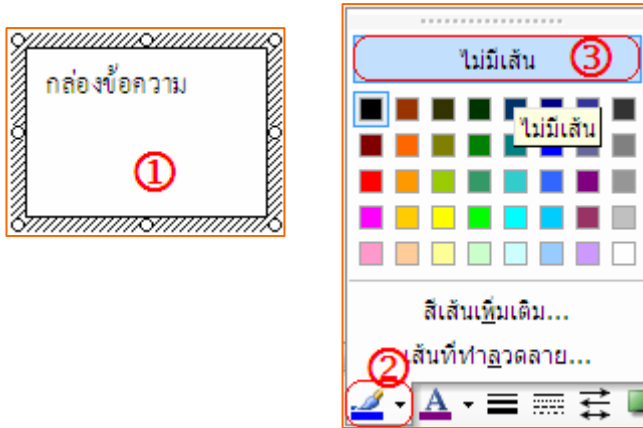 กล่องข้อความ
①
ไม่มีเส้น ③
ไม่มีเส้น
สีเส้นเพิ่มเติม...
② เส้นที่ทำลวดลาย...
A